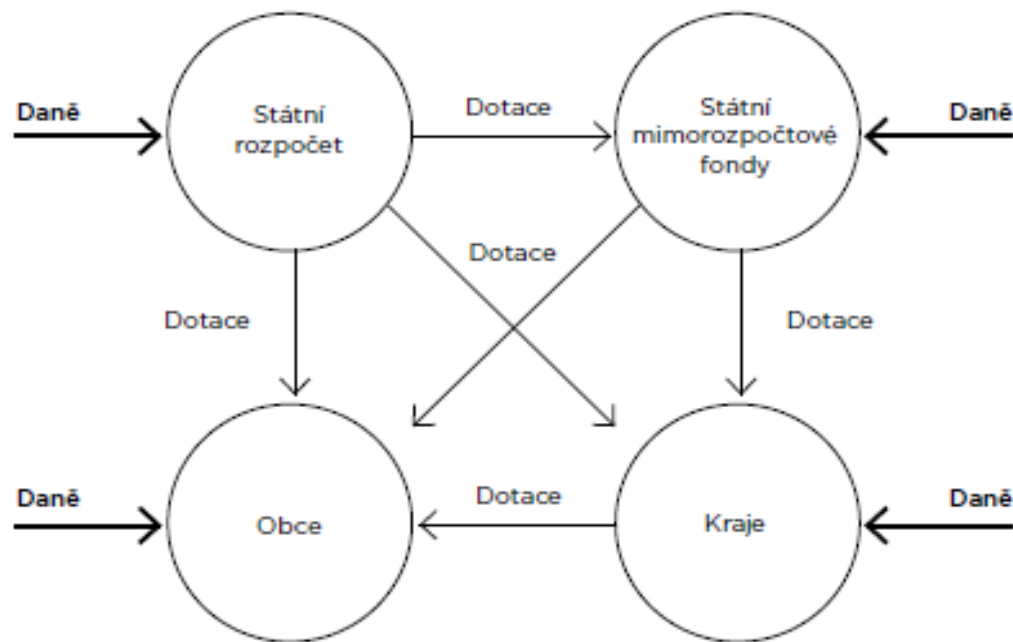 Daně
Státní
rozpočet
Dotace
Státní
mimorozpočtové
fondy
Daně
Dotace
Dotace
Dotace
Daně
Obce
Dotace
Kraje
Daně